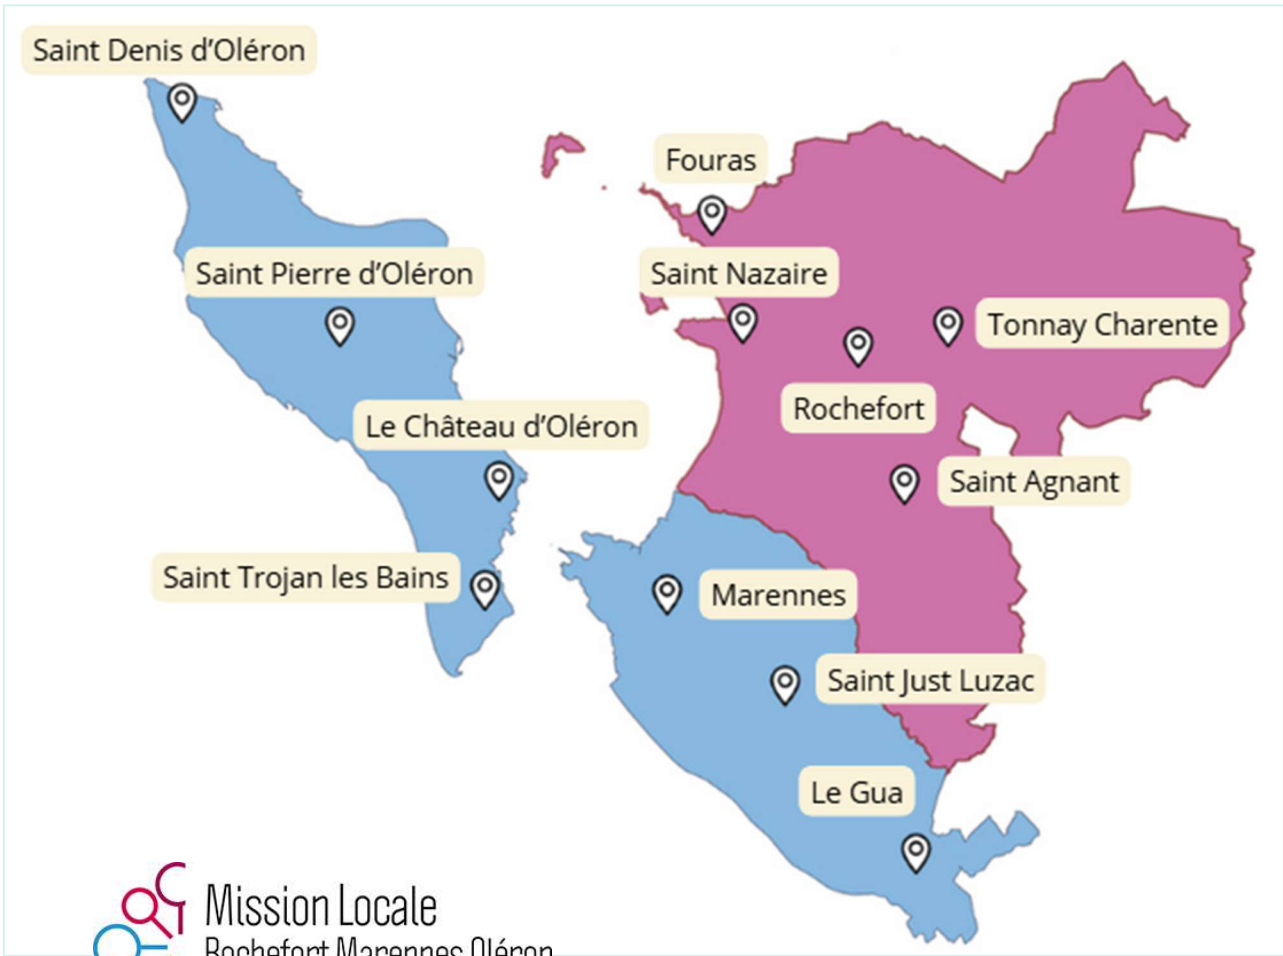 Saint Denis d’Oléron
Fouras
Saint Pierre d’Oléron
Saint Nazaire
Tonnay Charente
Rochefort
Le Château d’Oléron
Saint Agnant
Saint Trojan les Bains
Marennes
Saint Just Luzac
Le Gua
Mission Locale
Rochefort Marennes Oléron